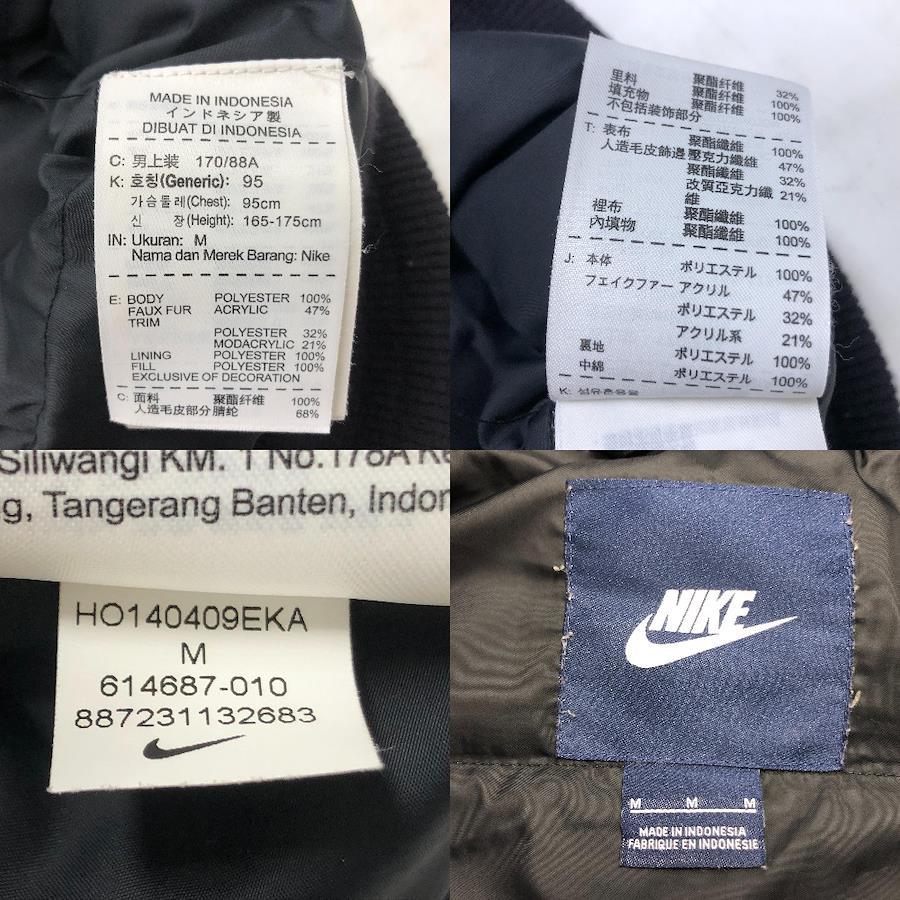 MADE IN INDONESIA
インドネシア製
DIBUAT DI INDONESIA
C: 男上装 170/88A
K: 호칭(Generic): 95
가슴둘레(Chest): 95cm
신 장(Height): 165-175cm
IN: Ukuran: M
Nama dan Merek Barang: Nike
E: BODY POLYESTER 100%
FAUX FUR ACRYLIC 47%
TRIM
POLYESTER 32%
MODACRYLIC 21%
LINING POLYESTER 100%
FILL POLYESTER 100%
EXCLUSIVE OF DECORATION
C: 面料 聚酯纤维 100%
人造毛皮部分腈纶 68%
里料 聚酯纤维 32%
填充物 聚酯纤维 100%
不包括装饰部分 聚酯纤维 100%
T: 表布 聚酯纖維 100%
人造毛皮飾邊 壓克力纖維 47%
聚酯纖維 32%
改質亞克力纖維 21%
裡布 聚酯纖維 100%
內填物 聚酯纖維 100%
J: 本体 ポリエステル 100%
フェイクファー アクリル 47%
ポリエステル 32%
アクリル系 21%
裏地 ポリエステル 100%
中綿 ポリエステル 100%
Siliwangi KM. 1 No.178A
g, Tangerang Banten, Indor
HO140409EKA
M
614687-010
887231132683
NIKE
M M M
MADE IN INDONESIA
FABRIQUE EN INDONESIE